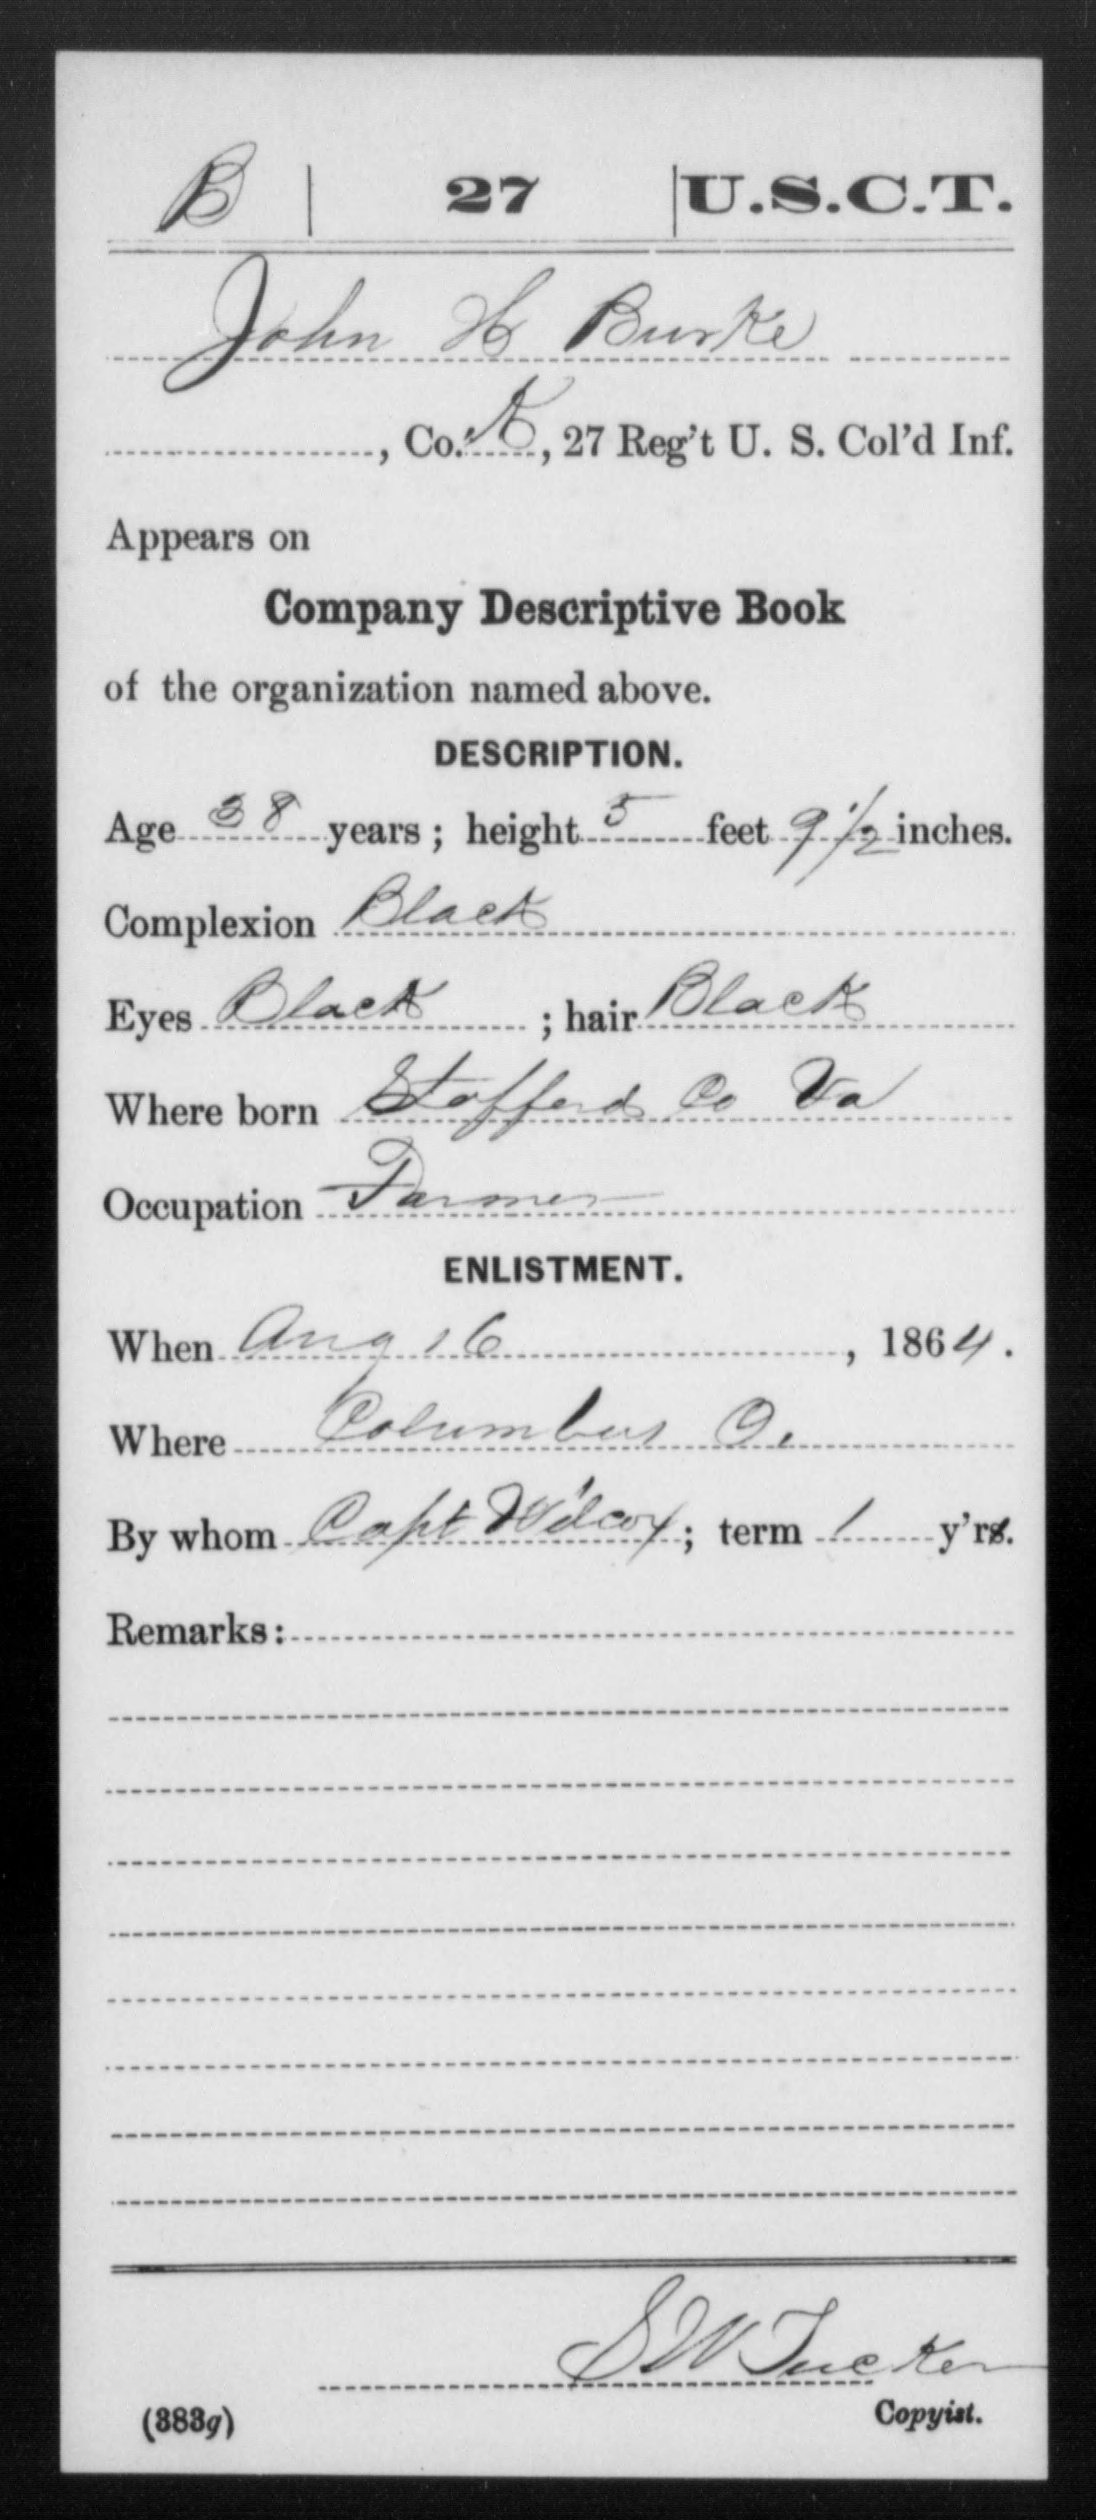 B | 27 | U.S.C.T.
John H Burke
, Co. K, 27 Reg't U. S. Col'd Inf.
Appears on
Company Descriptive Book
of the organization named above.
DESCRIPTION.
Age 38 years; height 5 feet 9 1/2 inches.
Complexion Black
Eyes Black ; hair Black
Where born Stafford Co Va
Occupation Farmer
ENLISTMENT.
When Aug 16, 1864.
Where Columbus O.
By whom Capt Wilcox; term 1 y'rs.
Remarks:
S W Tucker
(383g) Copyist.